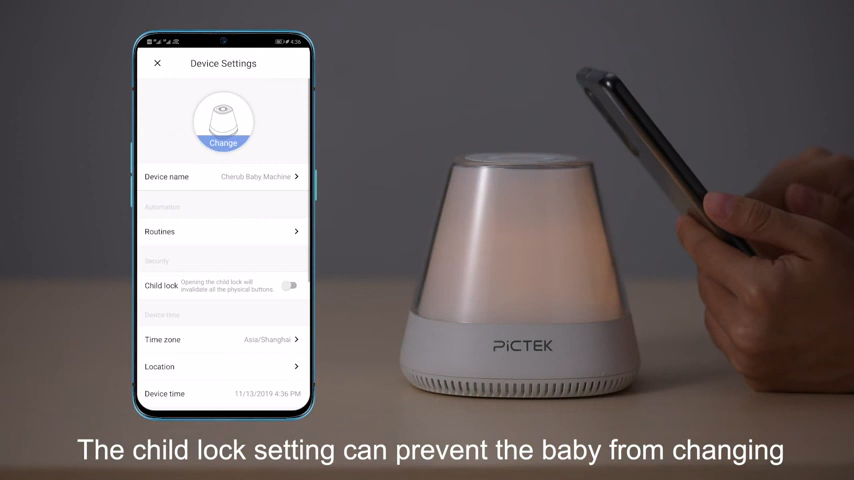 4:36
Device Settings
Change
Device name
Cherub Baby Machine
Automation
Routines
Security
Child lock
Opening the child lock will
invalidate all the physical buttons.
Device time
Time zone
Asia/Shanghai
Location
Device time
11/13/2019 4:36 PM
PiCTEK
The child lock setting can prevent the baby from changing